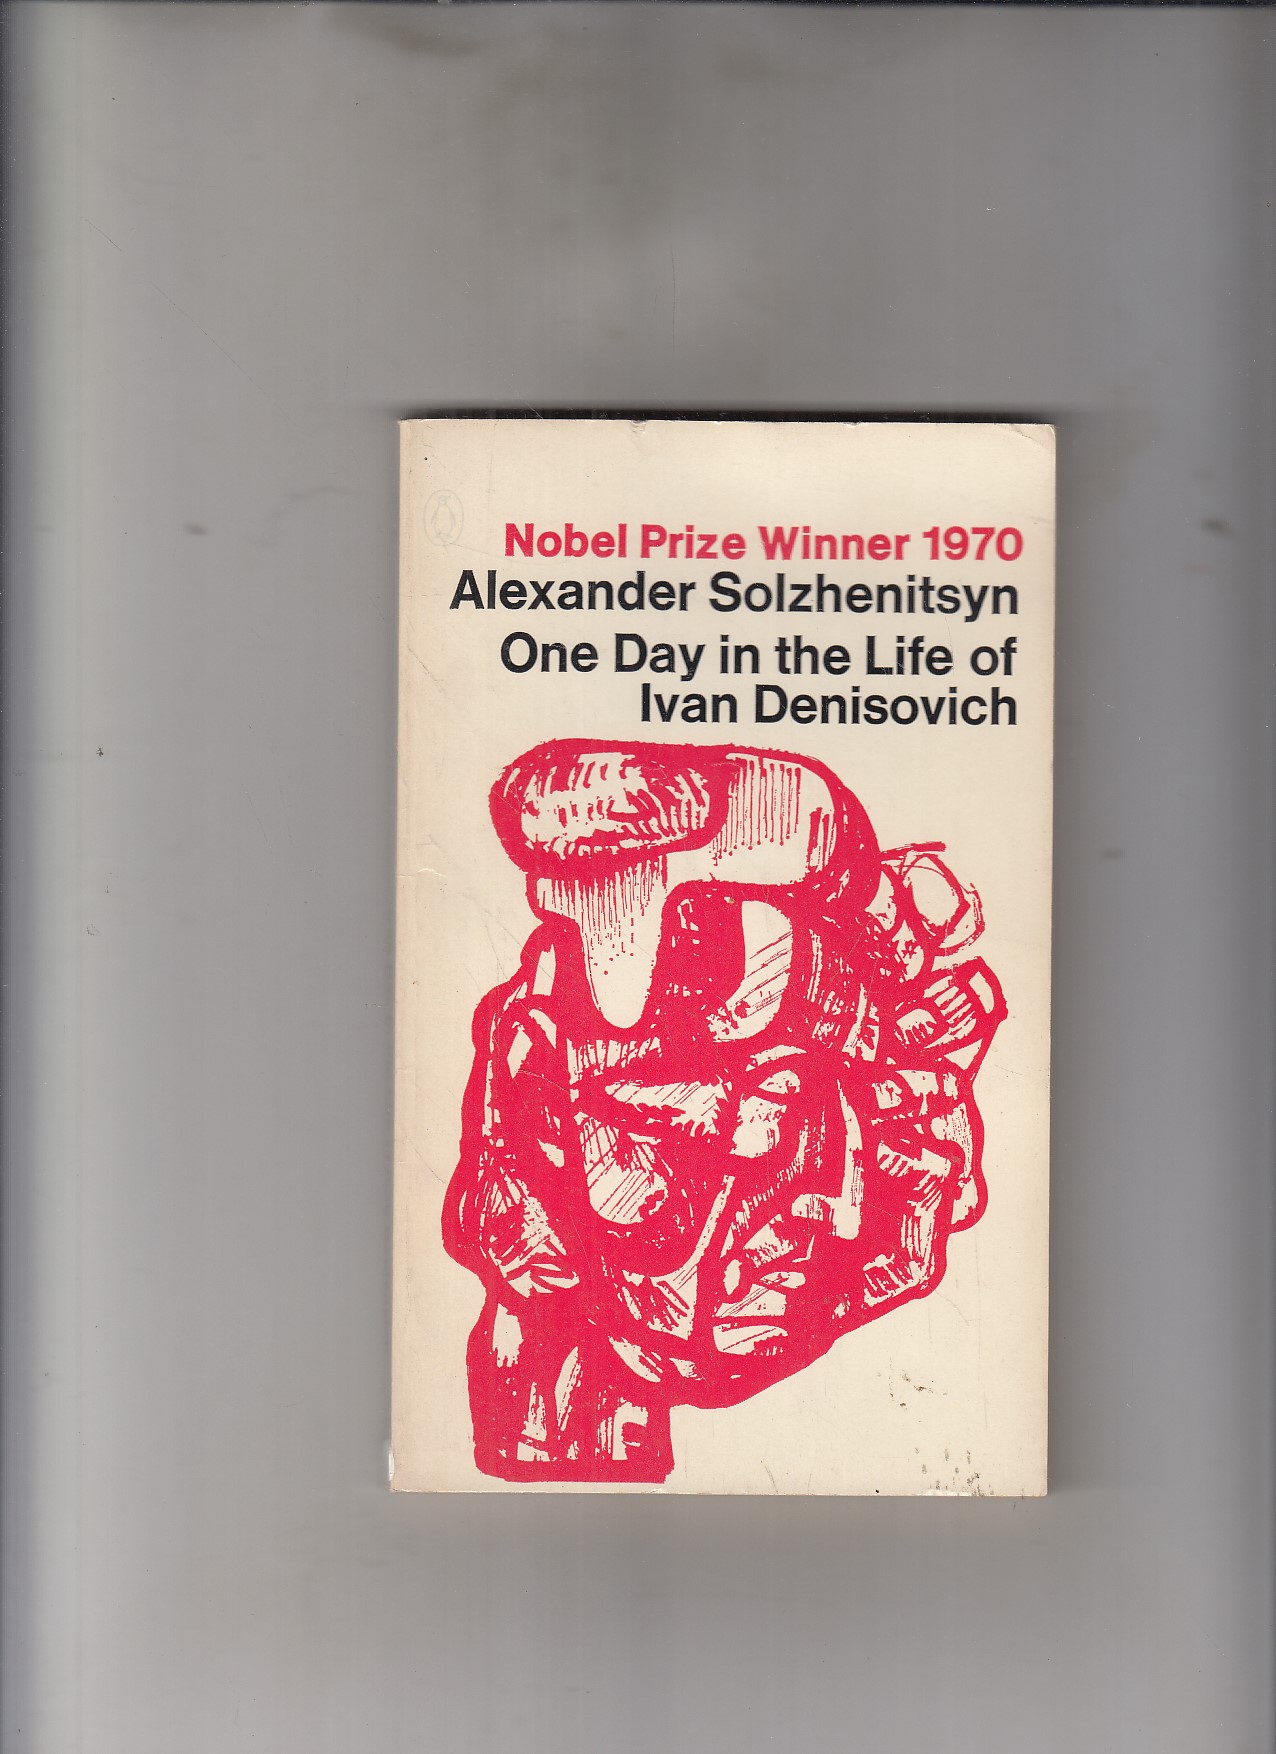 Nobel Prize Winner 1970
Alexander Solzhenitsyn
One Day in the Life of
Ivan Denisovich